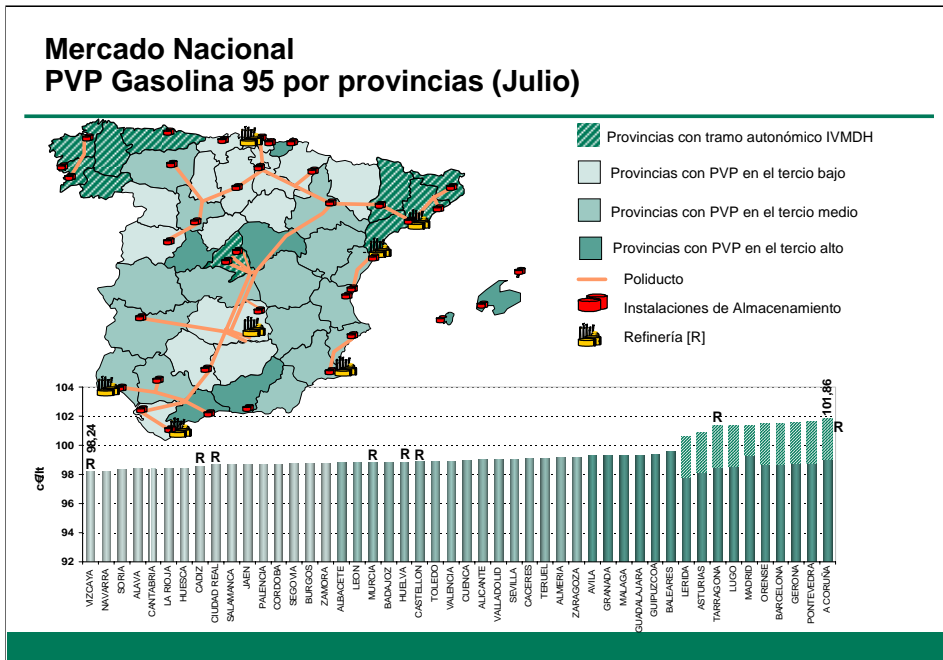 Mercado Nacional
PVP Gasolina 95 por provincias (Julio)
Provincias con tramo autonómico IVMDH
Provincias con PVP en el tercio bajo
Provincias con PVP en el tercio medio
Provincias con PVP en el tercio alto
Poliducto
Instalaciones de Almacenamiento
Refinería [R]
c€/lt
104
102
100
98
96
94
92
98,24
101,86
R
R
R
R
R
R
R
R
VIZCAYA
NAVARRA
SORIA
ALAVA
CANTABRIA
LA RIOJA
HUESCA
CADIZ
CIUDAD REAL
SALAMANCA
JAEN
PALENCIA
CORDOBA
SEGOVIA
BURGOS
ZAMORA
ALBACETE
LEON
MURCIA
BADAJOZ
HUELVA
CASTELLON
TOLEDO
VALENCIA
CUENCA
ALICANTE
VALLADOLID
SEVILLA
CACERES
TERUEL
ALMERIA
ZARAGOZA
AVILA
GRANADA
MALAGA
GUADALAJARA
GUIPUZCOA
BALEARES
LERIDA
ASTURIAS
TARRAGONA
LUGO
MADRID
ORENSE
BARCELONA
GERONA
PONTEVEDRA
A CORUÑA